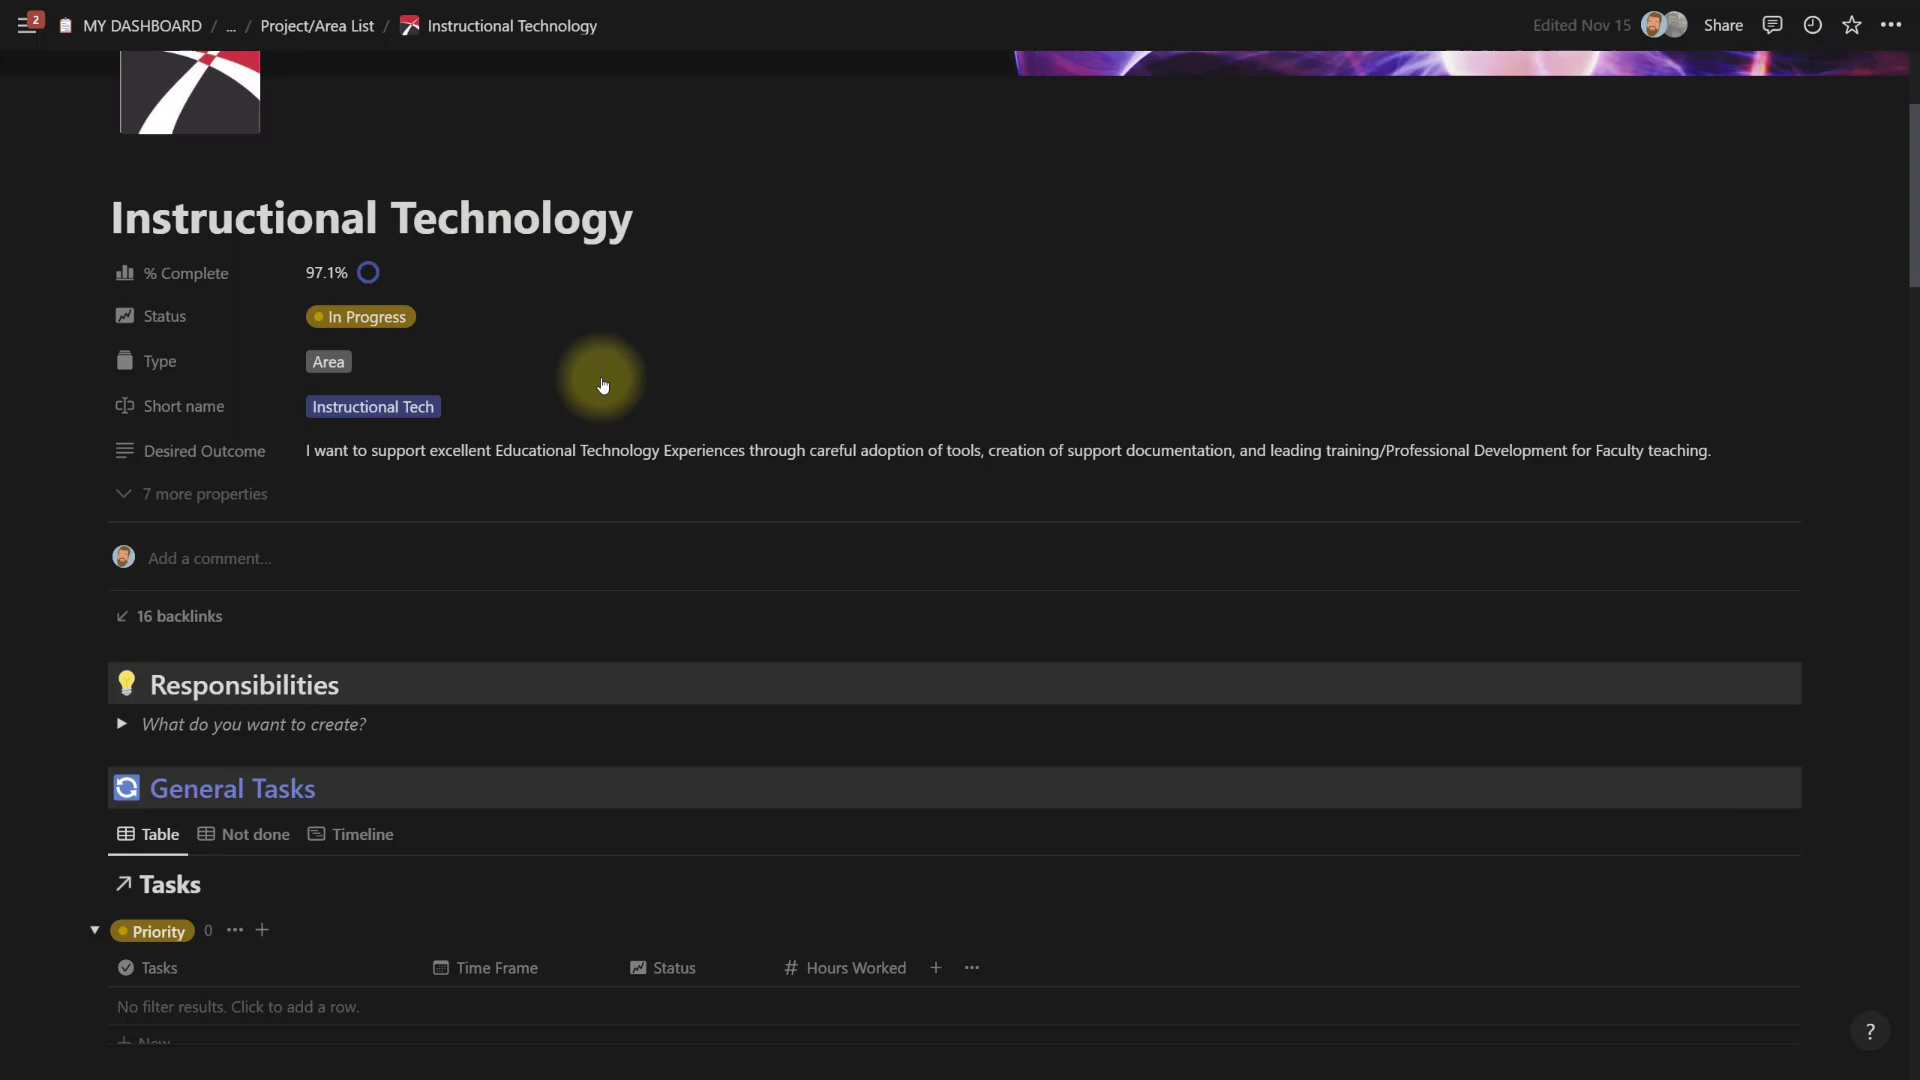 2
MY DASHBOARD / ... / Project/Area List / Instructional Technology
Edited Nov 15 Share
Instructional Technology
% Complete 97.1%
Status In Progress
Type Area
Short name Instructional Tech
Desired Outcome I want to support excellent Educational Technology Experiences through careful adoption of tools, creation of support documentation, and leading training/Professional Development for Faculty teaching.
7 more properties
Add a comment...
16 backlinks
Responsibilities
What do you want to create?
General Tasks
Table Not done Timeline
Tasks
Priority 0
Tasks Time Frame Status # Hours Worked
No filter results. Click to add a row.
+ New
?